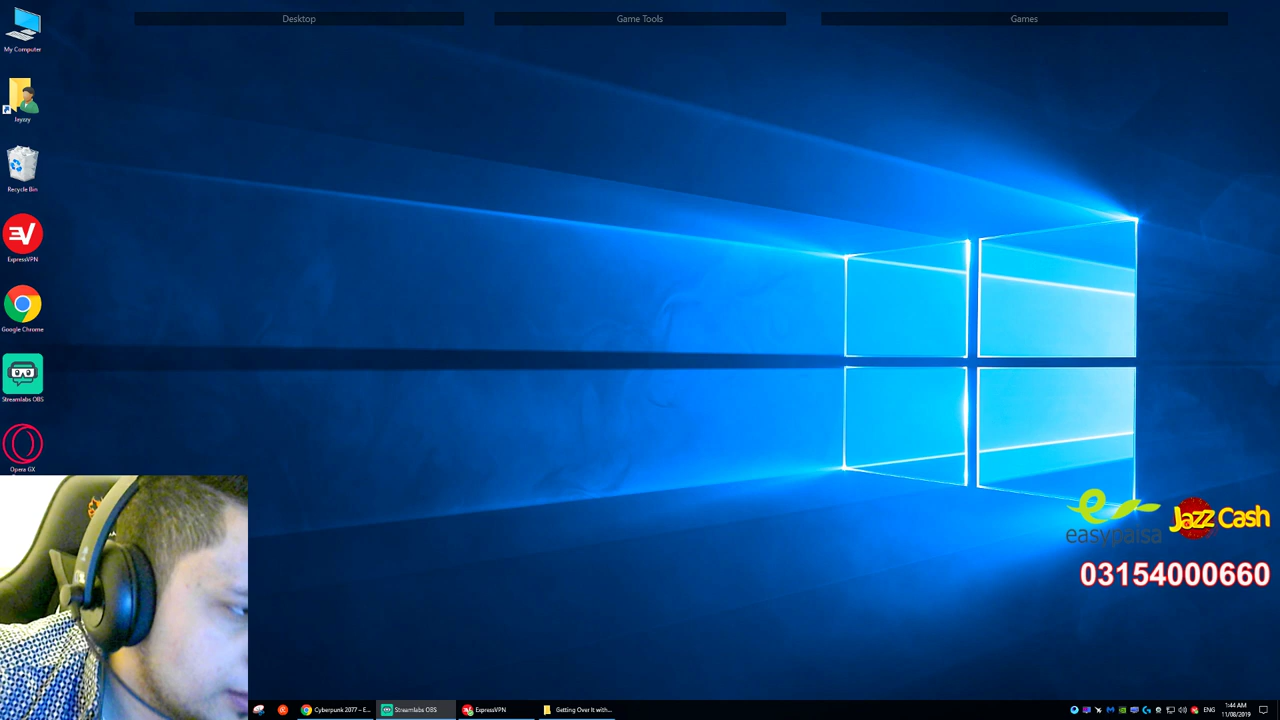 Desktop
Game Tools
Games
My Computer
Recycle Bin
ExpressVPN
Google Chrome
Streamlabs OBS
Opera GX
easypaisa
JazzCash
03154000660
Cyberpunk 2077 – E...
Streamlabs OBS
ExpressVPN
Getting Over It with...
ENG
1:44 AM
11/08/2019